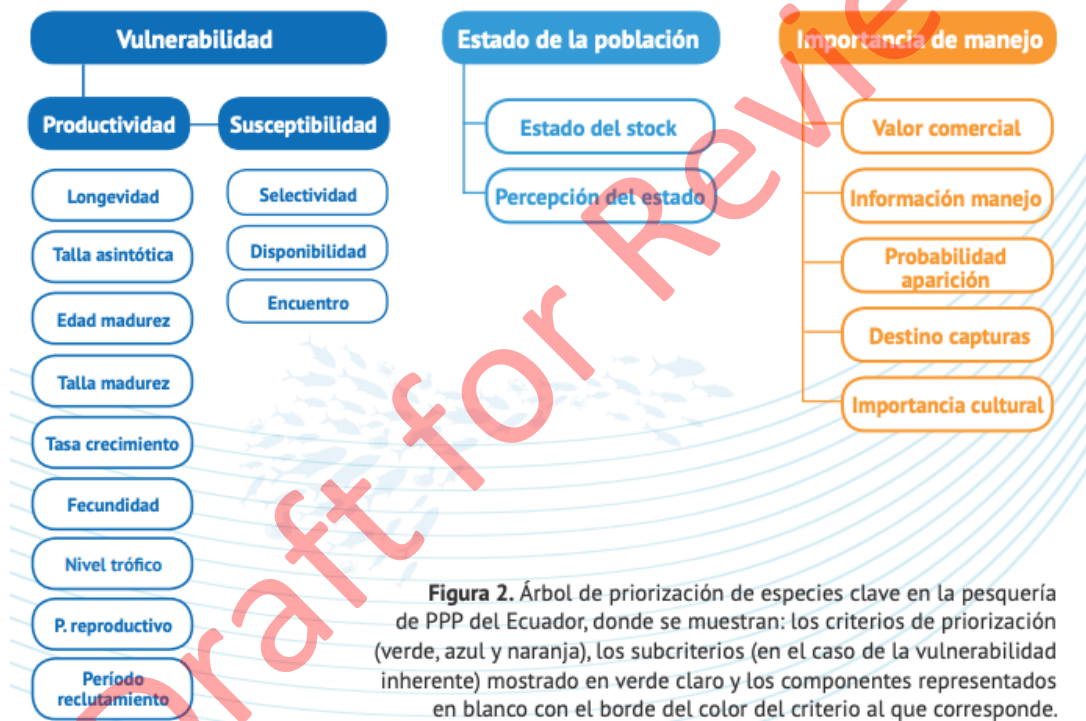 Vulnerabilidad
Productividad
Susceptibilidad
Longevidad
Talla asintótica
Edad madurez
Talla madurez
Tasa crecimiento
Fecundidad
Nivel trófico
P. reproductivo
Período
reclutamiento
Selectividad
Disponibilidad
Encuentro
Estado de la población
Estado del stock
Percepción del estado
Importancia de manejo
Valor comercial
Información manejo
Probabilidad
aparición
Destino capturas
Importancia cultural
Figura 2. Árbol de priorización de especies clave en la pesquería
de PPP del Ecuador, donde se muestran: los criterios de priorización
(verde, azul y naranja), los subcriterios (en el caso de la vulnerabilidad
inherente) mostrado en verde claro y los componentes representados
en blanco con el borde del color del criterio al que corresponde.
Draft for Revie